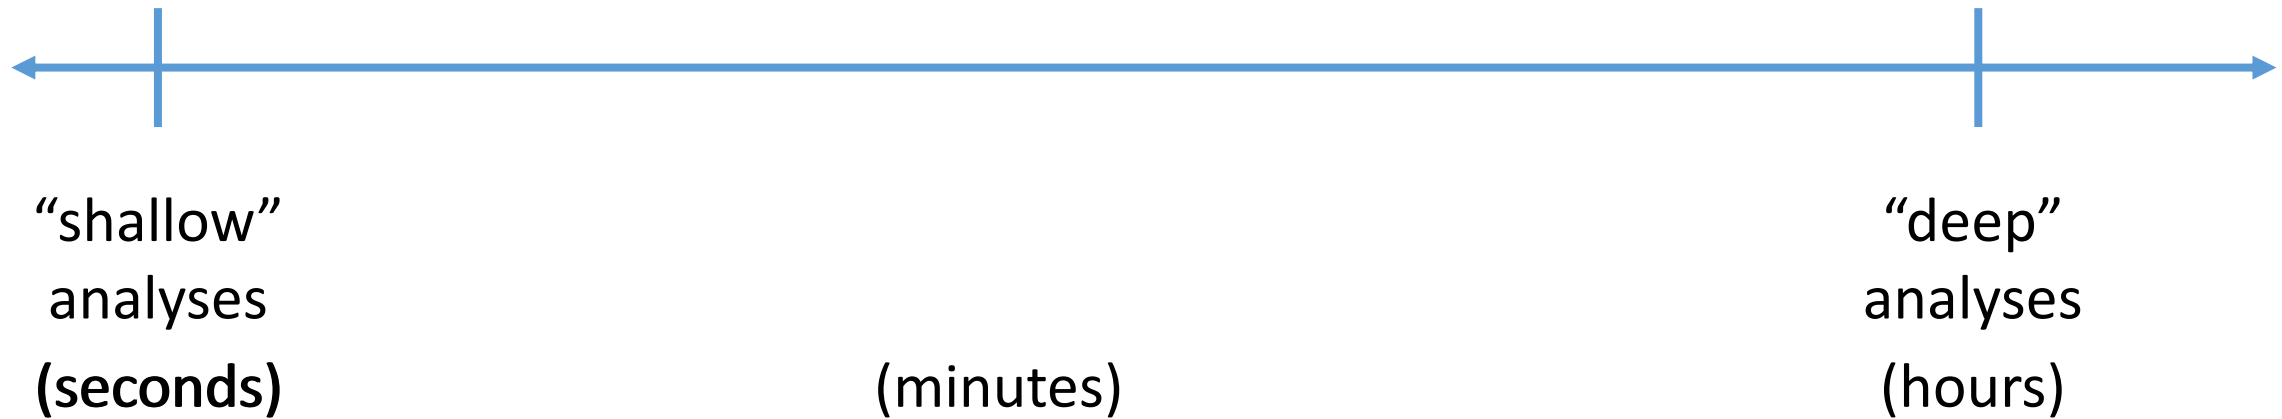 “shallow”
analyses
(seconds)
(minutes)
“deep”
analyses
(hours)